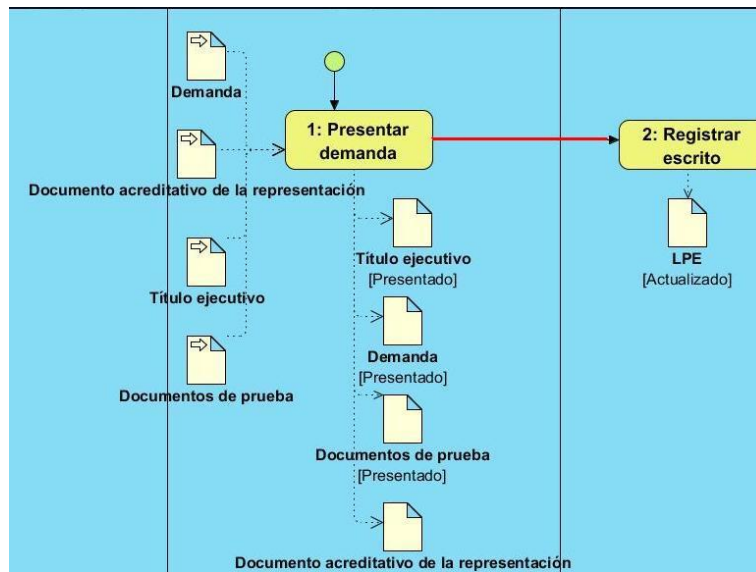 Demanda
Documento acreditativo de la representación
Título ejecutivo
Documentos de prueba
1: Presentar
demanda
Título ejecutivo
[Presentado]
Demanda
[Presentado]
Documentos de prueba
[Presentado]
Documento acreditativo de la representación
2: Registrar
escrito
LPE
[Actualizado]